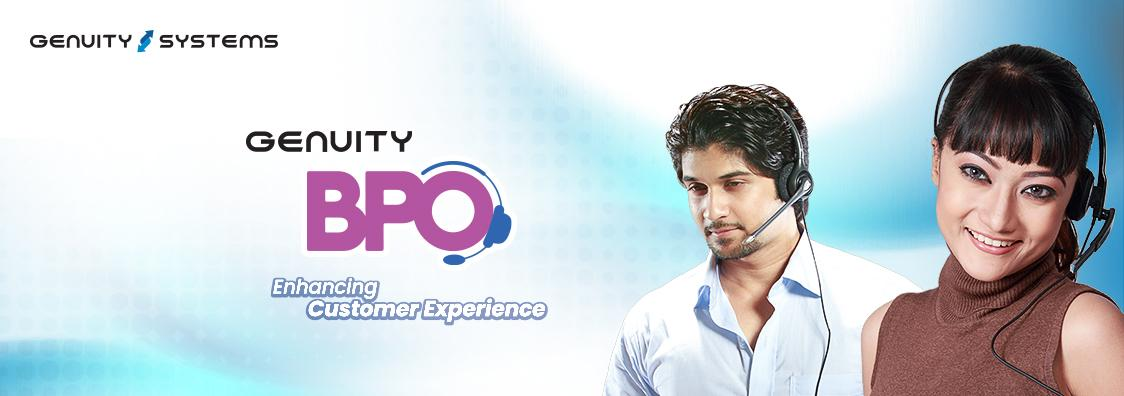 GENUITY SYSTEMS
GENUITY
BPO
Enhancing
Customer Experience